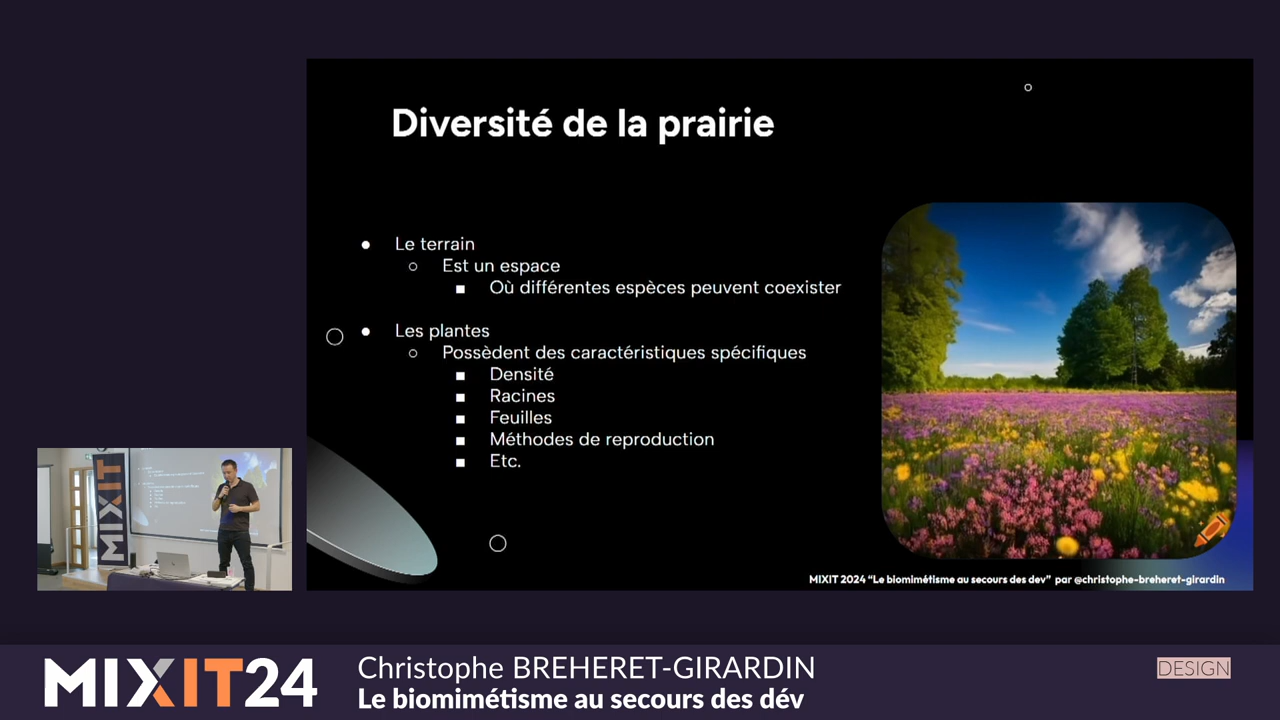 Diversité de la prairie
Le terrain
Est un espace
Où différentes espèces peuvent coexister
Les plantes
Possèdent des caractéristiques spécifiques
Densité
Racines
Feuilles
Méthodes de reproduction
Etc.
MIXIT 2024 “Le biomimétisme au secours des dev” par @christophe-breheret-girardin
MIXIT
MIXIT24
Christophe BREHERET-GIRARDIN
Le biomimétisme au secours des dév
DESIGN